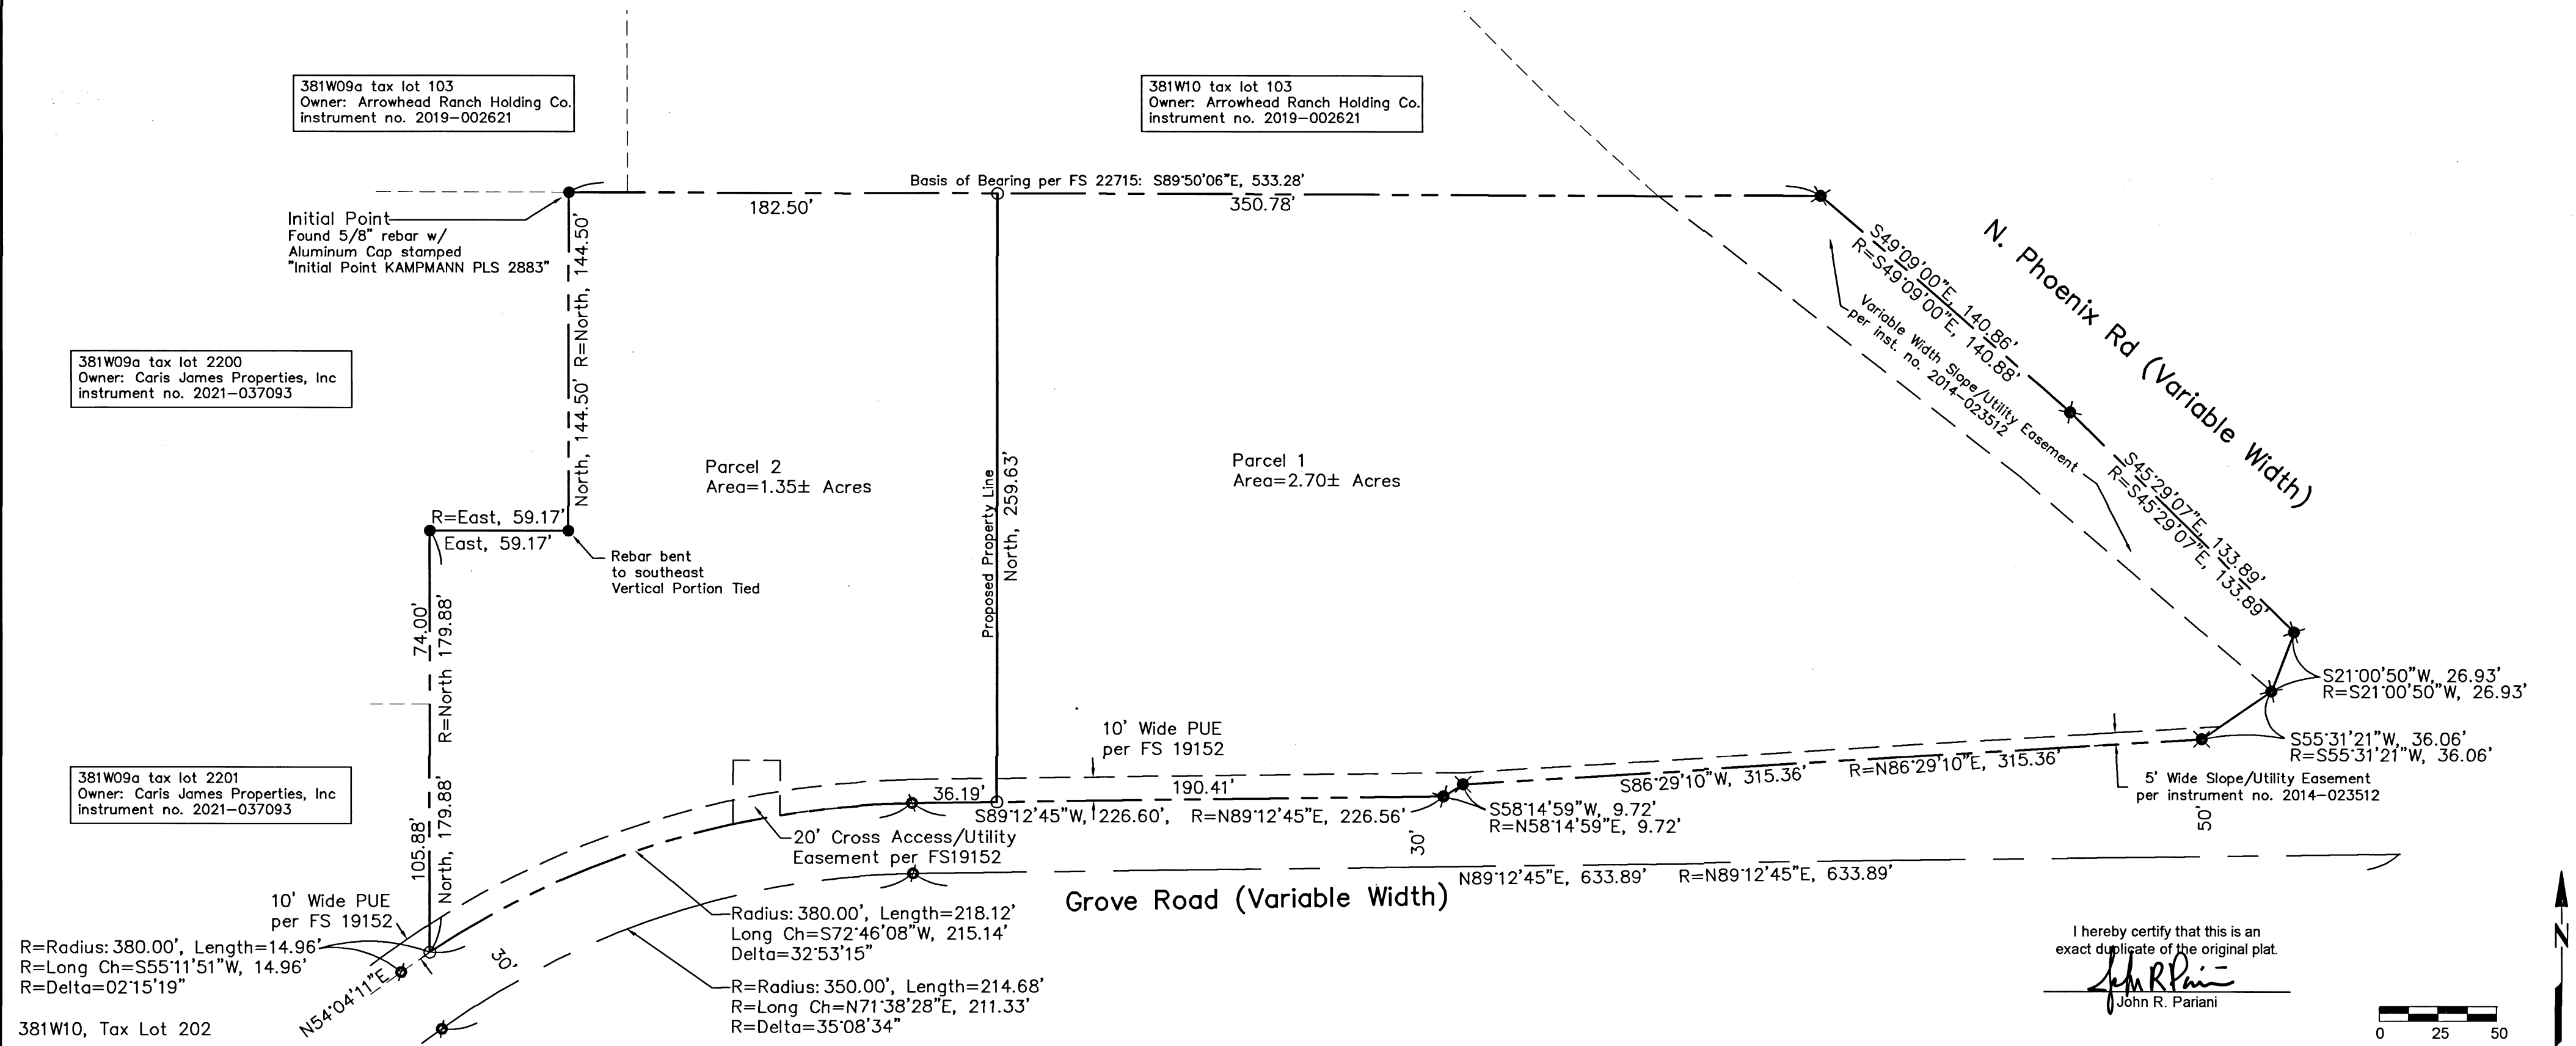 381W09a tax lot 103
Owner: Arrowhead Ranch Holding Co.
instrument no. 2019-002621
381W10 tax lot 103
Owner: Arrowhead Ranch Holding Co.
instrument no. 2019-002621
Basis of Bearing per FS 22715: S89°50'06"E, 533.28'
182.50'
350.78'
Initial Point
Found 5/8" rebar w/
Aluminum Cap stamped
"Initial Point KAMPMANN PLS 2883"
North, 144.50' R=North, 144.50'
S49°09'00"E, 140.86'
R=S49°09'00"E, 140.88'
N. Phoenix Rd (Variable Width)
Variable Width Slope/Utility Easement
per inst. no. 2014-023512
381W09a tax lot 2200
Owner: Caris James Properties, Inc
instrument no. 2021-037093
Parcel 2
Area=1.35± Acres
Proposed Property Line
North, 259.63'
Parcel 1
Area=2.70± Acres
S45°29'07"E, 133.89'
R=S45°29'07"E, 133.89'
R=East, 59.17'
East, 59.17'
Rebar bent
to southeast
Vertical Portion Tied
74.00'
R=North 179.88'
S21°00'50"W, 26.93'
R=S21°00'50"W, 26.93'
10' Wide PUE
per FS 19152
S55°31'21"W, 36.06'
R=S55°31'21"W, 36.06'
381W09a tax lot 2201
Owner: Caris James Properties, Inc
instrument no. 2021-037093
105.88'
North, 179.88'
36.19'
190.41'
S86°29'10"W, 315.36'
R=N86°29'10"E, 315.36'
5' Wide Slope/Utility Easement
per instrument no. 2014-023512
S89°12'45"W, 226.60', R=N89°12'45"E, 226.56'
S58°14'59"W, 9.72'
R=N58°14'59"E, 9.72'
30'
50'
20' Cross Access/Utility
Easement per FS19152
N89°12'45"E, 633.89' R=N89°12'45"E, 633.89'
Grove Road (Variable Width)
10' Wide PUE
per FS 19152
R=Radius: 380.00', Length=14.96'
R=Long Ch=S55°11'51"W, 14.96'
R=Delta=02°15'19"
N54°04'11"E
30'
Radius: 380.00', Length=218.12'
Long Ch=S72°46'08"W, 215.14'
Delta=32°53'15"
R=Radius: 350.00', Length=214.68'
R=Long Ch=N71°38'28"E, 211.33'
R=Delta=35°08'34"
381W10, Tax Lot 202
I hereby certify that this is an
exact duplicate of the original plat.
John R. Pariani
N
0 25 50